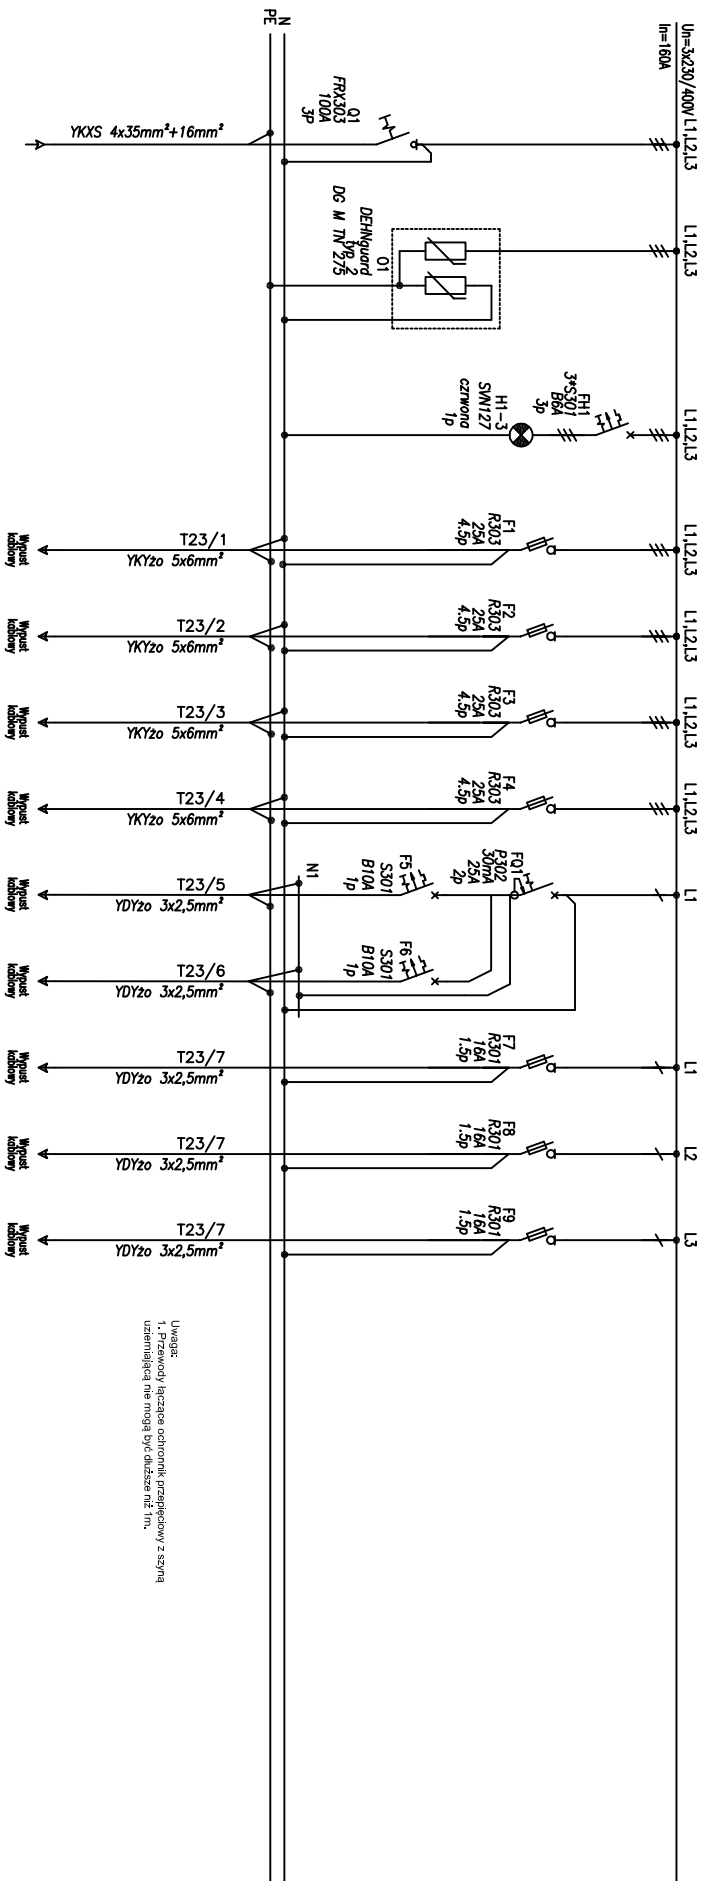 Un=3x230/400V
In=160A
L1,L2,L3
L1,L2,L3
L1,L2,L3
L1,L2,L3
L1,L2,L3
L1,L2,L3
L1,L2,L3
L1
L1
L2
L3
N
PE
Q1
FRX303
100A
3P
YKXS 4x35mm²+16mm²
O1
DEHNguard
typ 2
DG M TN 275
FH1
3*S301
B6A
3p
H1-3
SVN127
czrwona
1p
F1
R303
25A
4.5p
T23/1
YKYżo 5x6mm²
Wypust
kablowy
F2
R303
25A
4.5p
T23/2
YKYżo 5x6mm²
Wypust
kablowy
F3
R303
25A
4.5p
T23/3
YKYżo 5x6mm²
Wypust
kablowy
F4
R303
25A
4.5p
T23/4
YKYżo 5x6mm²
Wypust
kablowy
FQ1
P302
30mA
25A
2p
N1
F5
S301
B10A
1p
T23/5
YDYżo 3x2,5mm²
Wypust
kablowy
F6
S301
B10A
1p
T23/6
YDYżo 3x2,5mm²
Wypust
kablowy
F7
R301
16A
1.5p
T23/7
YDYżo 3x2,5mm²
Wypust
kablowy
F8
R301
16A
1.5p
T23/7
YDYżo 3x2,5mm²
Wypust
kablowy
F9
R301
16A
1.5p
T23/7
YDYżo 3x2,5mm²
Wypust
kablowy
Uwaga:
1. Przewody łączące ochronnik przepięciowy z szyną
uziemiającą nie mogą być dłuższe niż 1m.